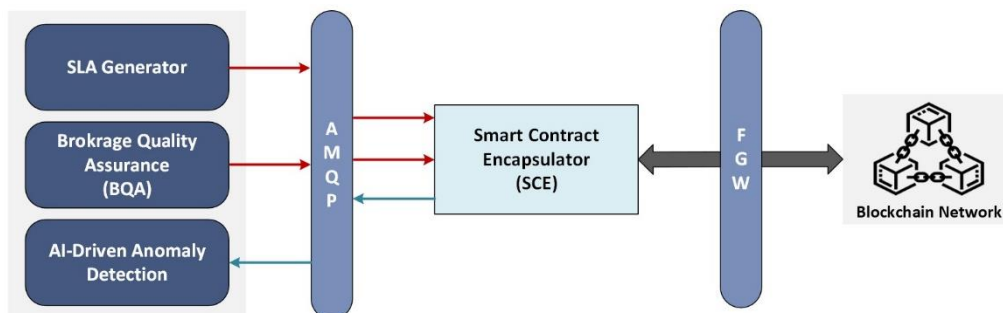 SLA Generator
Brokrage Quality
Assurance
(BQA)
AI-Driven Anomaly
Detection
A
M
Q
P
Smart Contract
Encapsulator
(SCE)
F
G
W
Blockchain Network